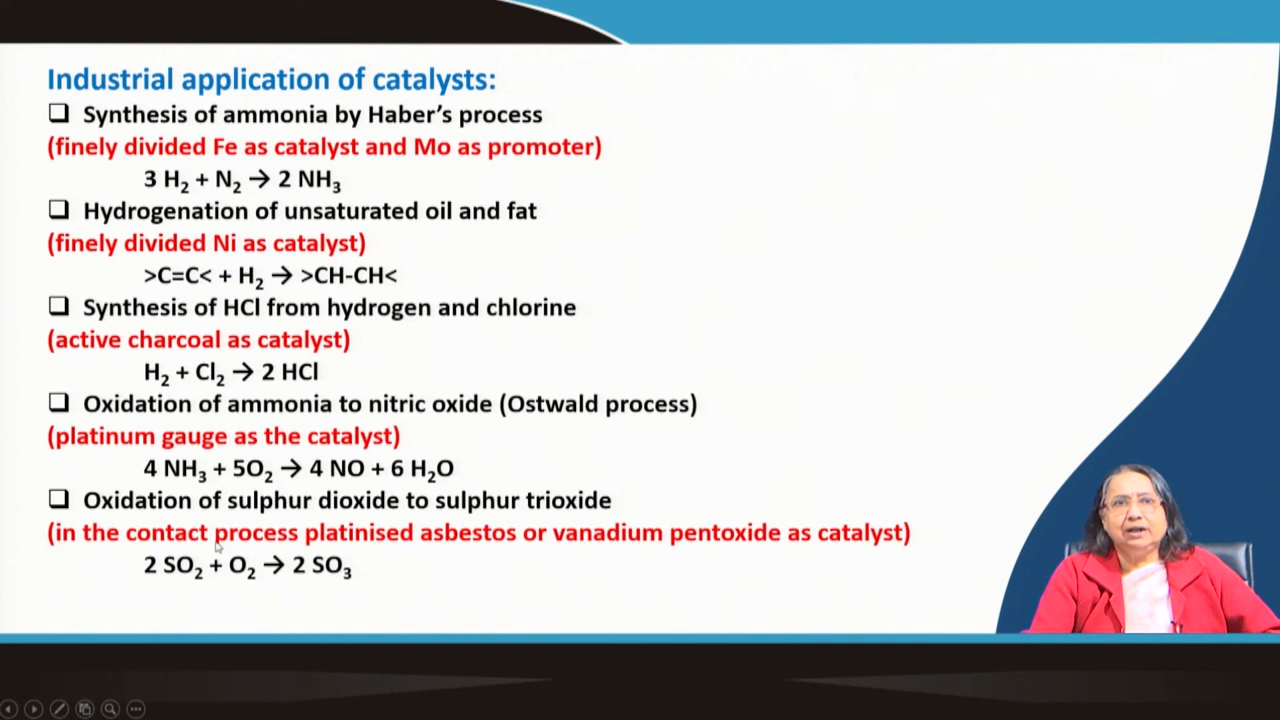 Industrial application of catalysts:
❑ Synthesis of ammonia by Haber's process
(finely divided Fe as catalyst and Mo as promoter)
3 H₂ + N₂ → 2 NH₃
❑ Hydrogenation of unsaturated oil and fat
(finely divided Ni as catalyst)
>C=C< + H₂ → >CH-CH<
❑ Synthesis of HCl from hydrogen and chlorine
(active charcoal as catalyst)
H₂ + Cl₂ → 2 HCl
❑ Oxidation of ammonia to nitric oxide (Ostwald process)
(platinum gauge as the catalyst)
4 NH₃ + 5O₂ → 4 NO + 6 H₂O
❑ Oxidation of sulphur dioxide to sulphur trioxide
(in the contact process platinised asbestos or vanadium pentoxide as catalyst)
2 SO₂ + O₂ → 2 SO₃